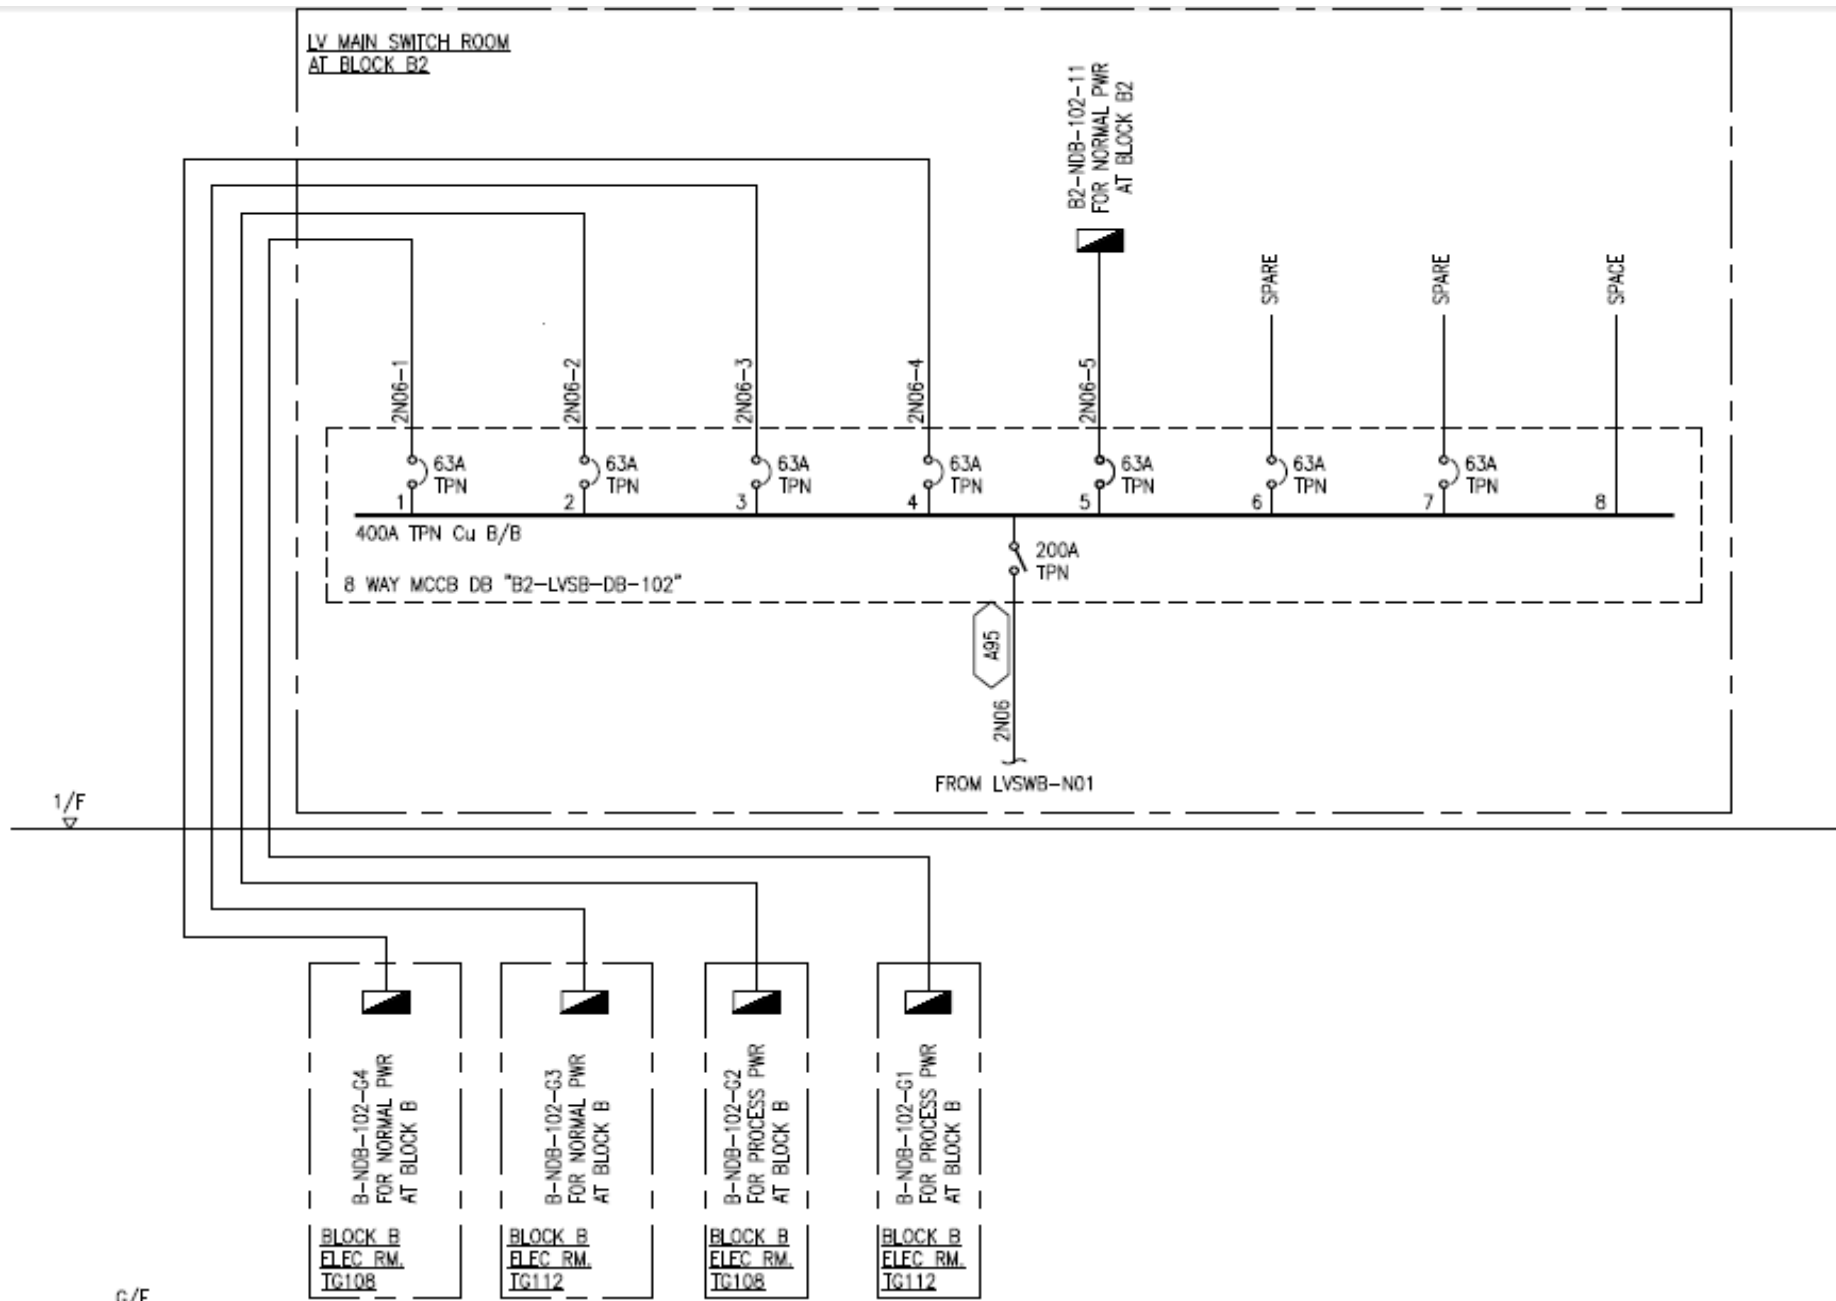 LV MAIN SWITCH ROOM
AT BLOCK B2
B2-NDB-102-11
FOR NORMAL PWR
AT BLOCK B2
SPARE
SPARE
SPACE
2N06-1
2N06-2
2N06-3
2N06-4
2N06-5
63A
TPN
63A
TPN
63A
TPN
63A
TPN
63A
TPN
63A
TPN
63A
TPN
1
2
3
4
5
6
7
8
400A TPN Cu B/B
200A
TPN
8 WAY MCCB DB "B2-LVSB-DB-102"
A95
2N06
FROM LVSWB-N01
1/F
B-NDB-102-G4
FOR NORMAL PWR
AT BLOCK B
B-NDB-102-G3
FOR NORMAL PWR
AT BLOCK B
B-NDB-102-G2
FOR PROCESS PWR
AT BLOCK B
B-NDB-102-G1
FOR PROCESS PWR
AT BLOCK B
BLOCK B
ELEC RM.
TG108
BLOCK B
ELEC RM.
TG112
BLOCK B
ELEC RM.
TG108
BLOCK B
ELEC RM.
TG112
G/F